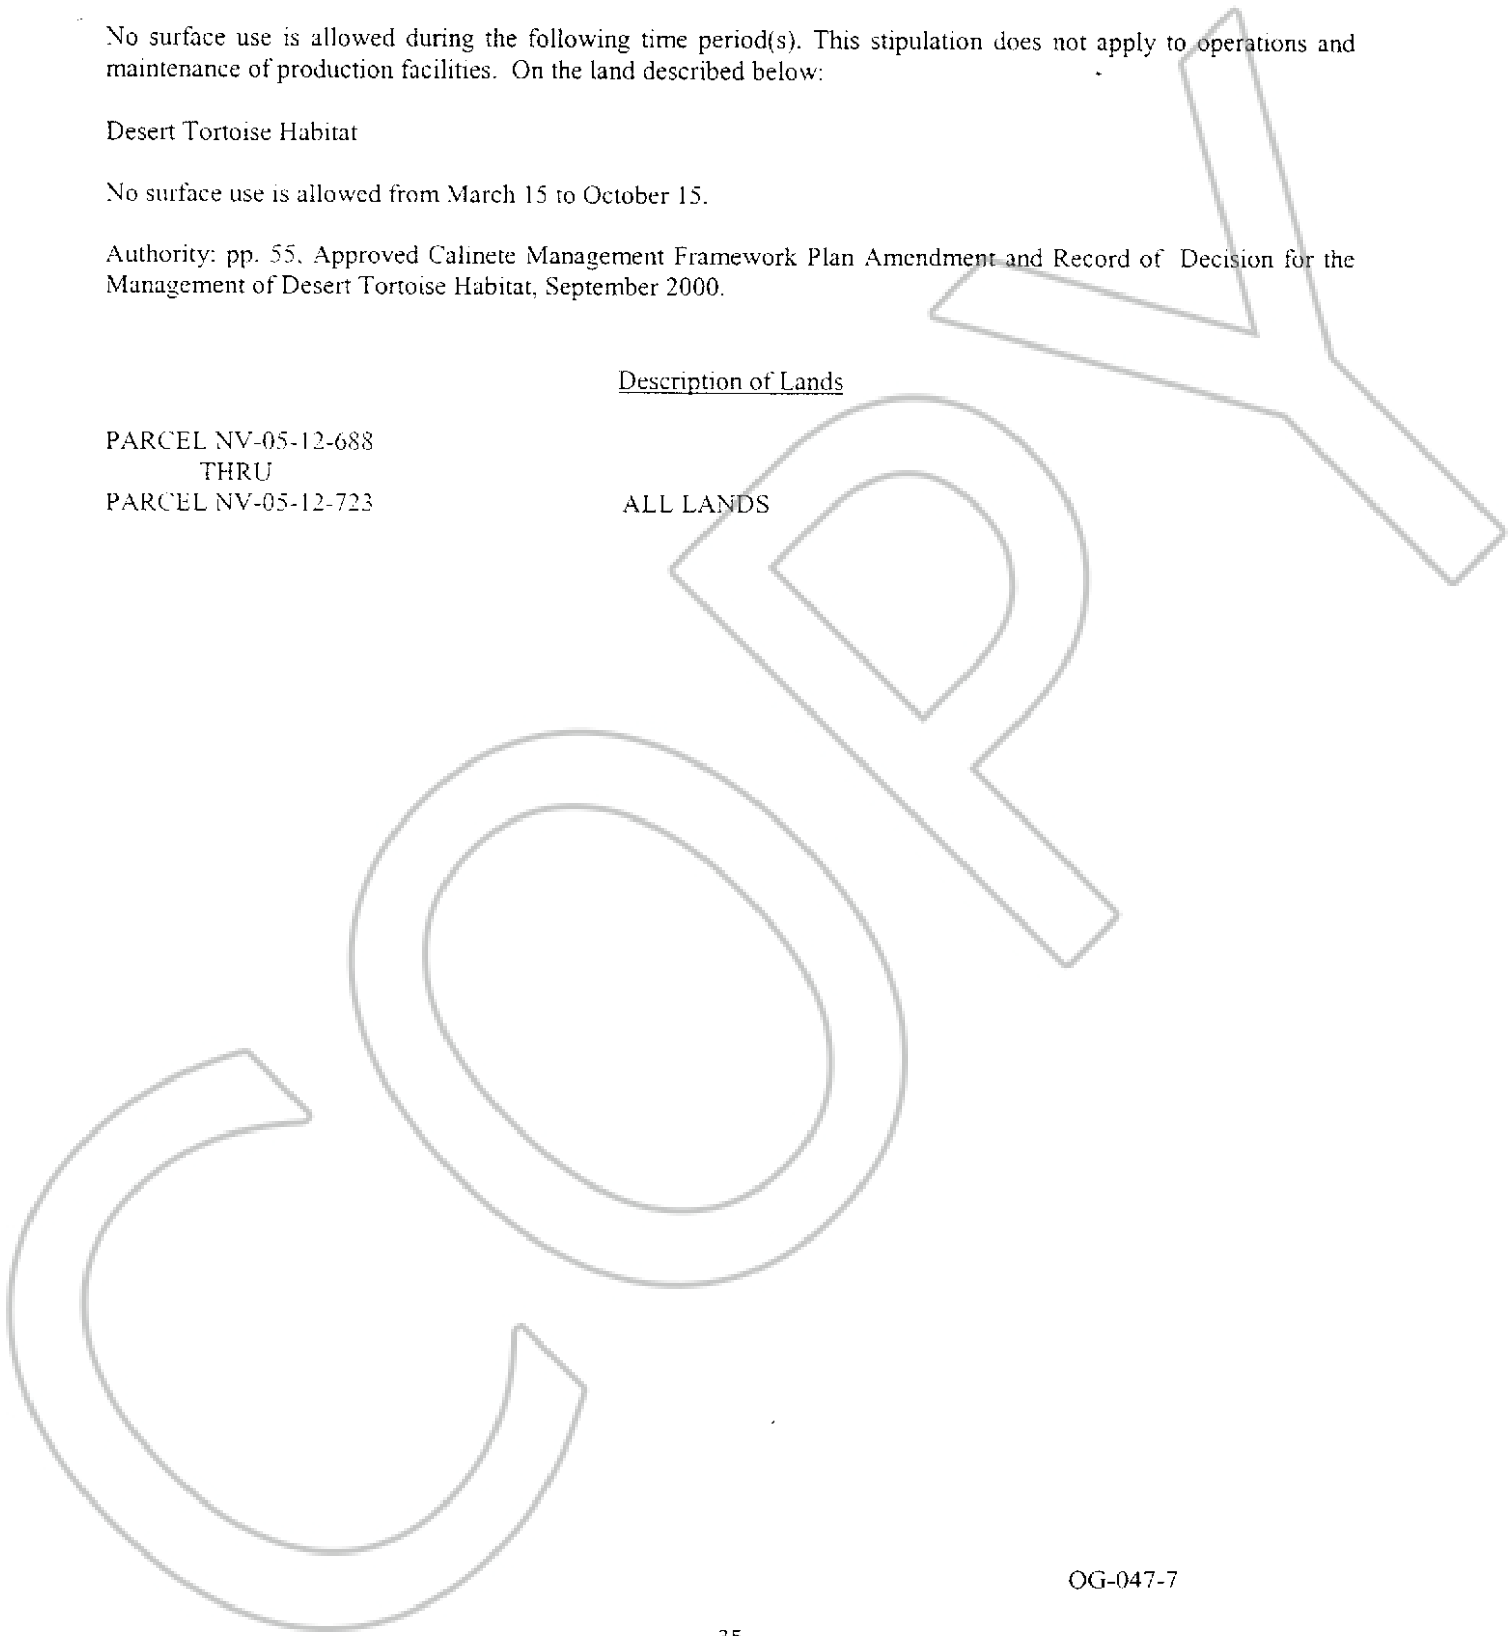 No surface use is allowed during the following time period(s). This stipulation does not apply to operations and
maintenance of production facilities. On the land described below:
Desert Tortoise Habitat
No surface use is allowed from March 15 to October 15.
Authority: pp. 55, Approved Calinete Management Framework Plan Amendment and Record of Decision for the
Management of Desert Tortoise Habitat, September 2000.
Description of Lands
PARCEL NV-05-12-688
THRU
PARCEL NV-05-12-723 ALL LANDS
COPY
OG-047-7